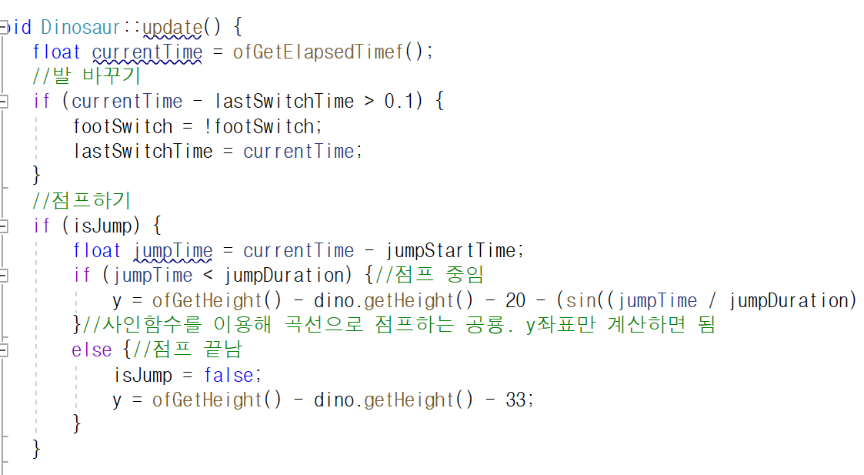 oid Dinosaur::update() {
float currentTime = ofGetElapsedTimef();
//발 바꾸기
if (currentTime - lastSwitchTime > 0.1) {
footSwitch = !footSwitch;
lastSwitchTime = currentTime;
}
//점프하기
if (isJump) {
float jumpTime = currentTime - jumpStartTime;
if (jumpTime < jumpDuration) {//점프 중임
y = ofGetHeight() - dino.getHeight() - 20 - (sin((jumpTime / jumpDuration)
}//사인함수를 이용해 곡선으로 점프하는 공룡. y좌표만 계산하면 됨
else {//점프 끝남
isJump = false;
y = ofGetHeight() - dino.getHeight() - 33;
}
}